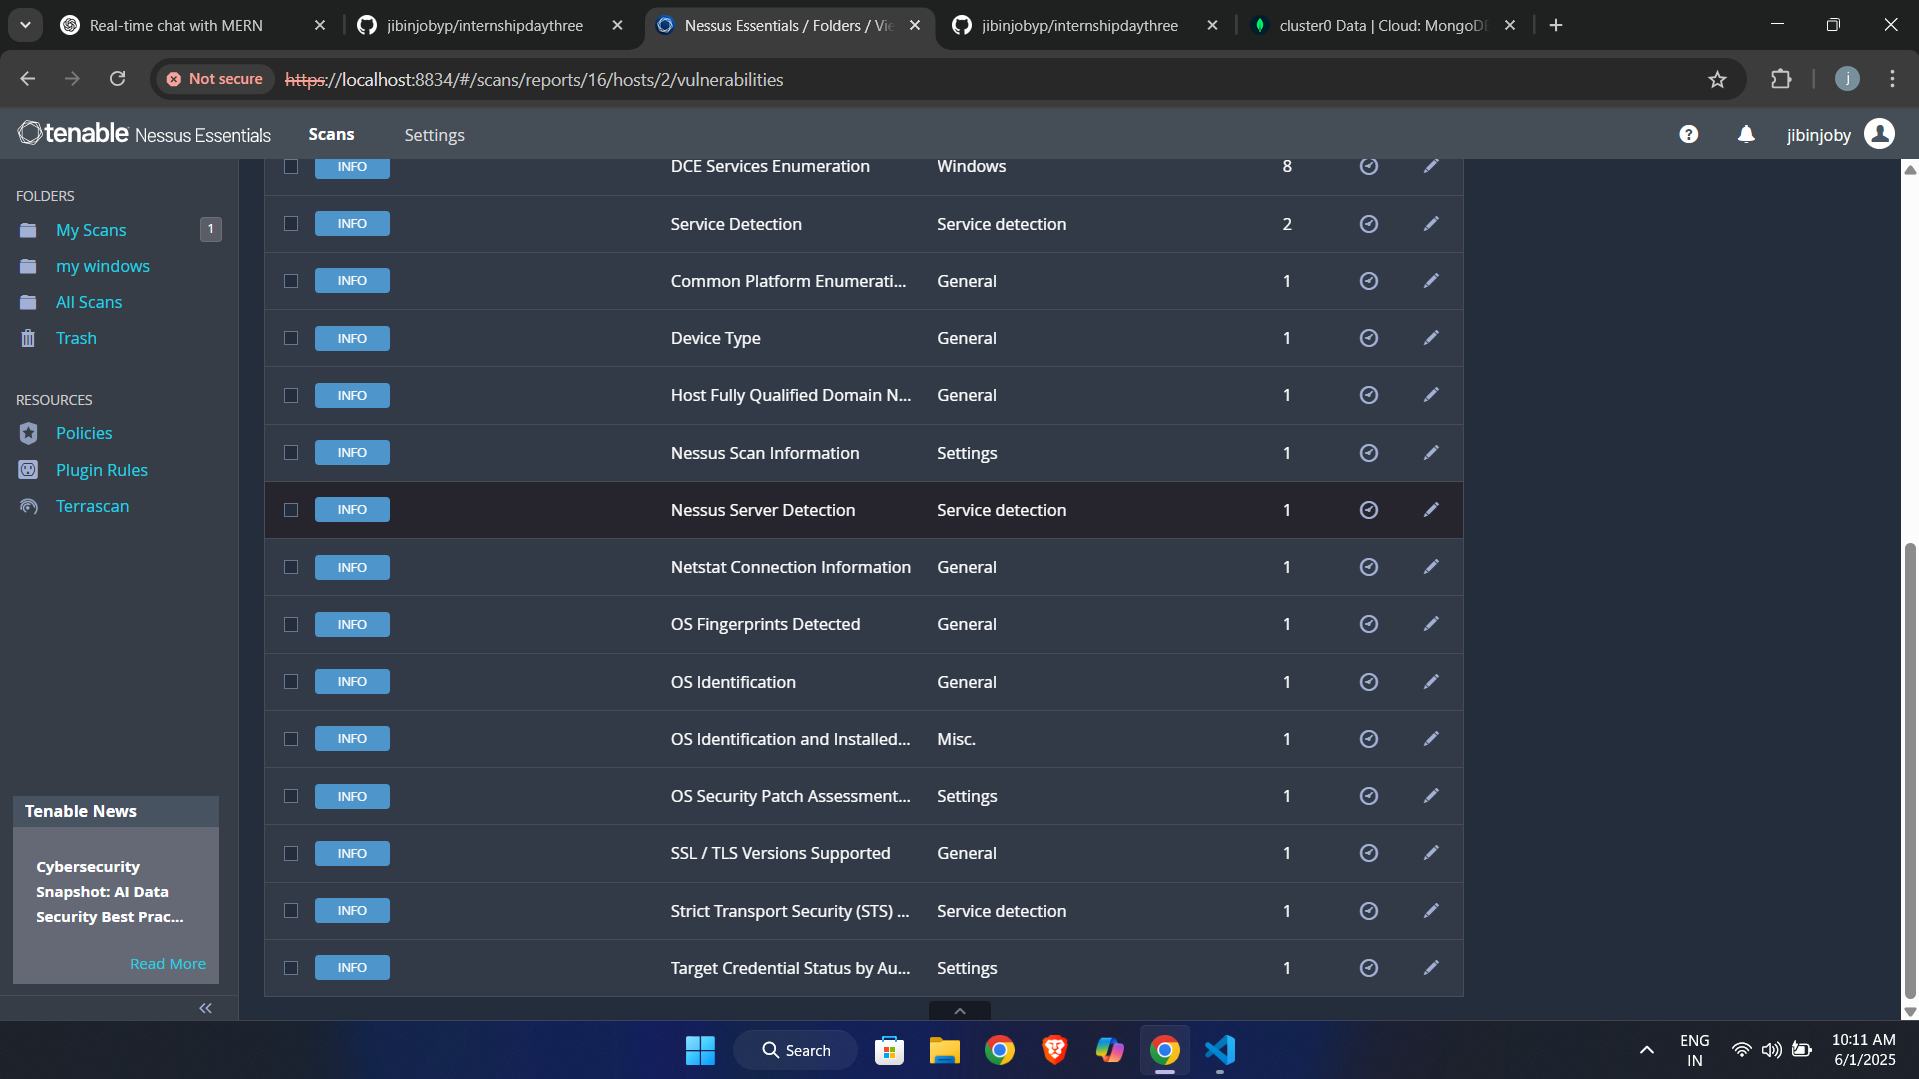 Real-time chat with MERN
jibinjobyp/internshipdaythree
Nessus Essentials / Folders / Vie
jibinjobyp/internshipdaythree
cluster0 Data | Cloud: MongoDB
Not secure
https://localhost:8834/#/scans/reports/16/hosts/2/vulnerabilities
j
tenable Nessus Essentials
Scans
Settings
?
jibinjoby
FOLDERS
My Scans 1
my windows
All Scans
Trash
RESOURCES
Policies
Plugin Rules
Terrascan
INFO DCE Services Enumeration Windows 8
INFO Service Detection Service detection 2
INFO Common Platform Enumerati... General 1
INFO Device Type General 1
INFO Host Fully Qualified Domain N... General 1
INFO Nessus Scan Information Settings 1
INFO Nessus Server Detection Service detection 1
INFO Netstat Connection Information General 1
INFO OS Fingerprints Detected General 1
INFO OS Identification General 1
INFO OS Identification and Installed... Misc. 1
INFO OS Security Patch Assessment... Settings 1
INFO SSL / TLS Versions Supported General 1
INFO Strict Transport Security (STS) ... Service detection 1
INFO Target Credential Status by Au... Settings 1
Tenable News
Cybersecurity
Snapshot: AI Data
Security Best Prac...
Read More
Search
ENG
IN
10:11 AM
6/1/2025